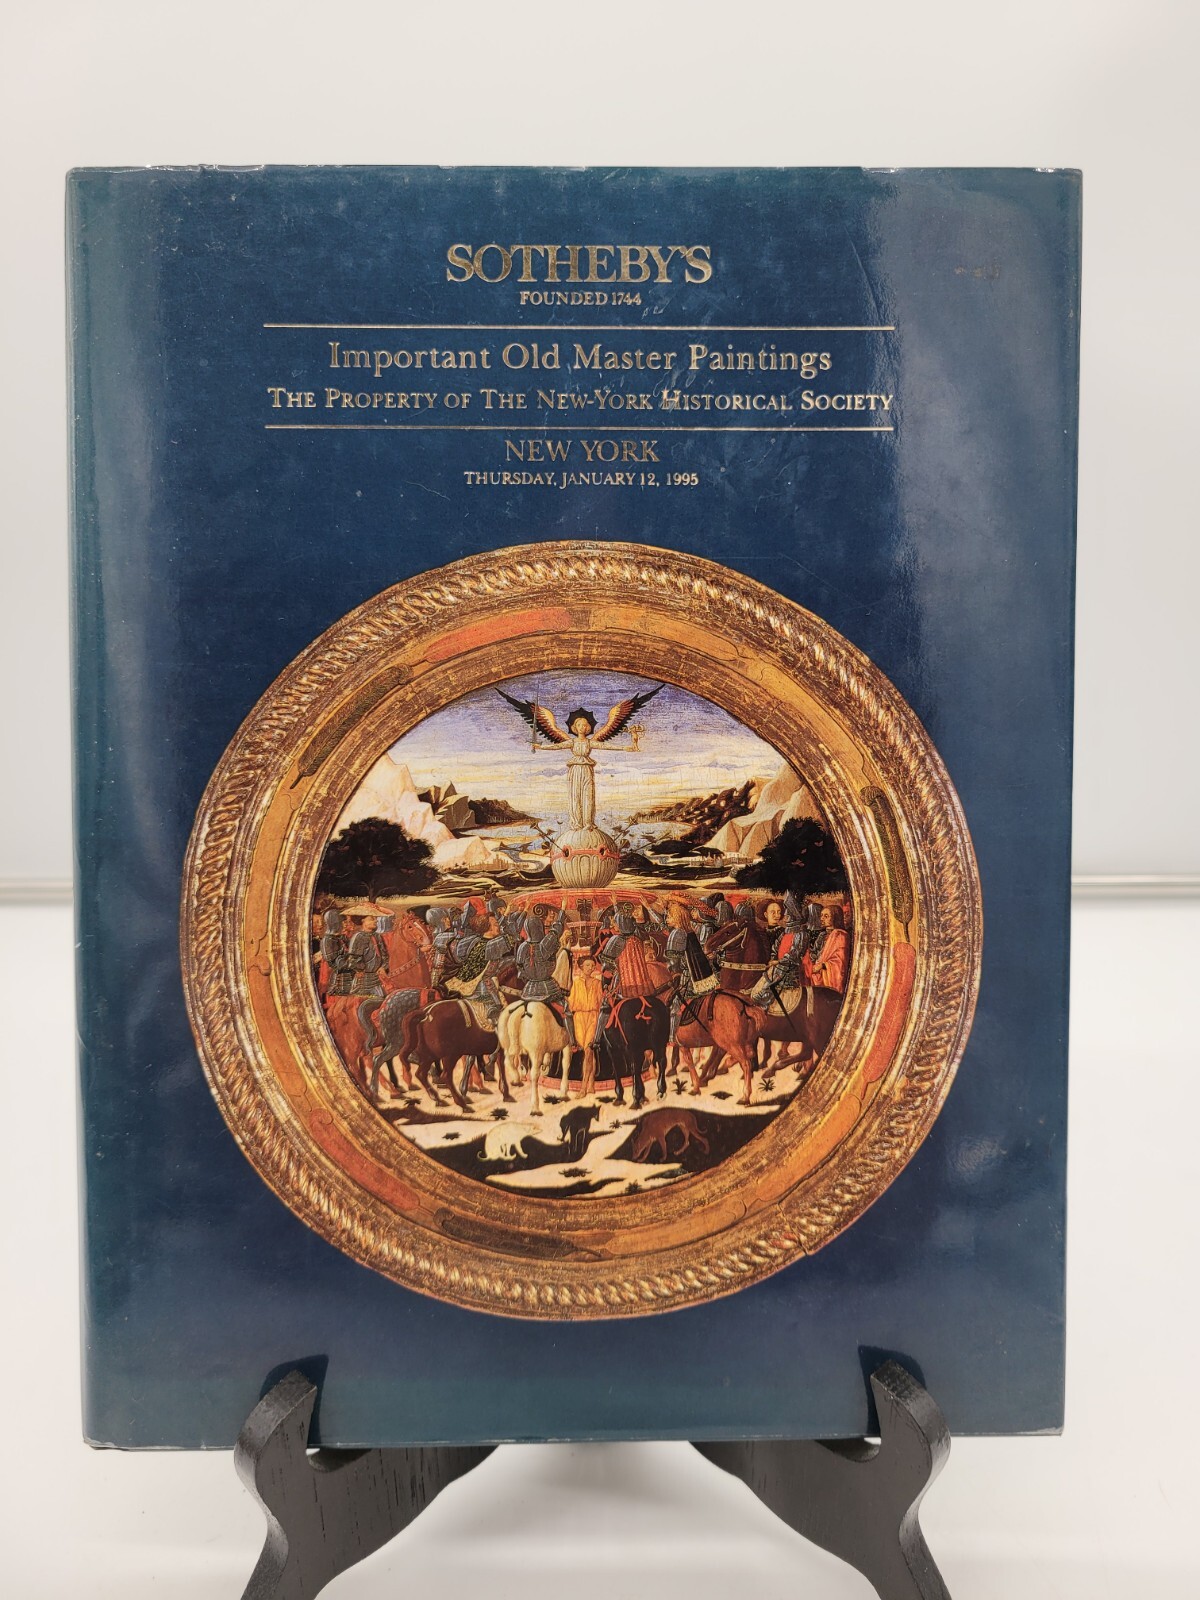 SOTHEBY'S
FOUNDED 1744
Important Old Master Paintings
THE PROPERTY OF THE NEW-YORK HISTORICAL SOCIETY
NEW YORK
THURSDAY, JANUARY 12, 1995